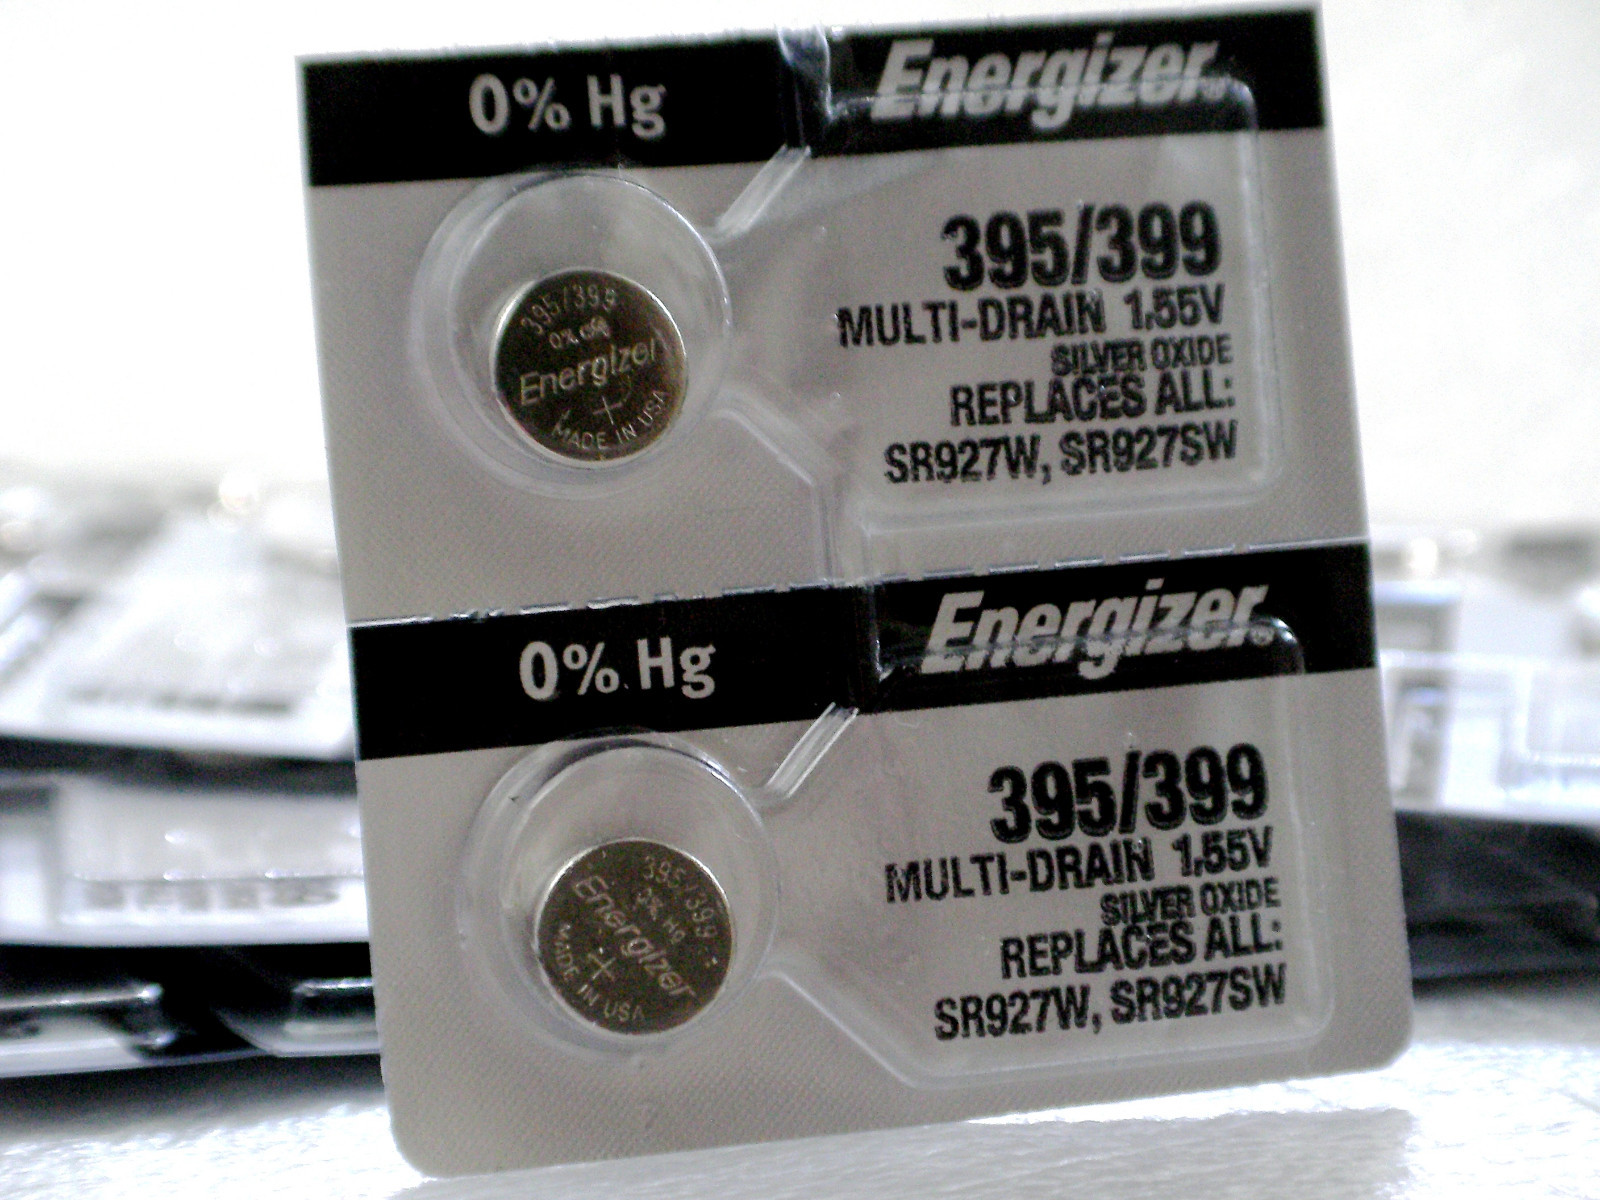 0% Hg
Energizer
395/399
MULTI-DRAIN 1.55V
SILVER OXIDE
REPLACES ALL:
SR927W, SR927SW
395/399
0% Hg
Energizer
+
MADE IN USA
0% Hg
Energizer
395/399
MULTI-DRAIN 1.55V
SILVER OXIDE
REPLACES ALL:
SR927W, SR927SW
395/399
0% Hg
Energizer
+
MADE IN USA